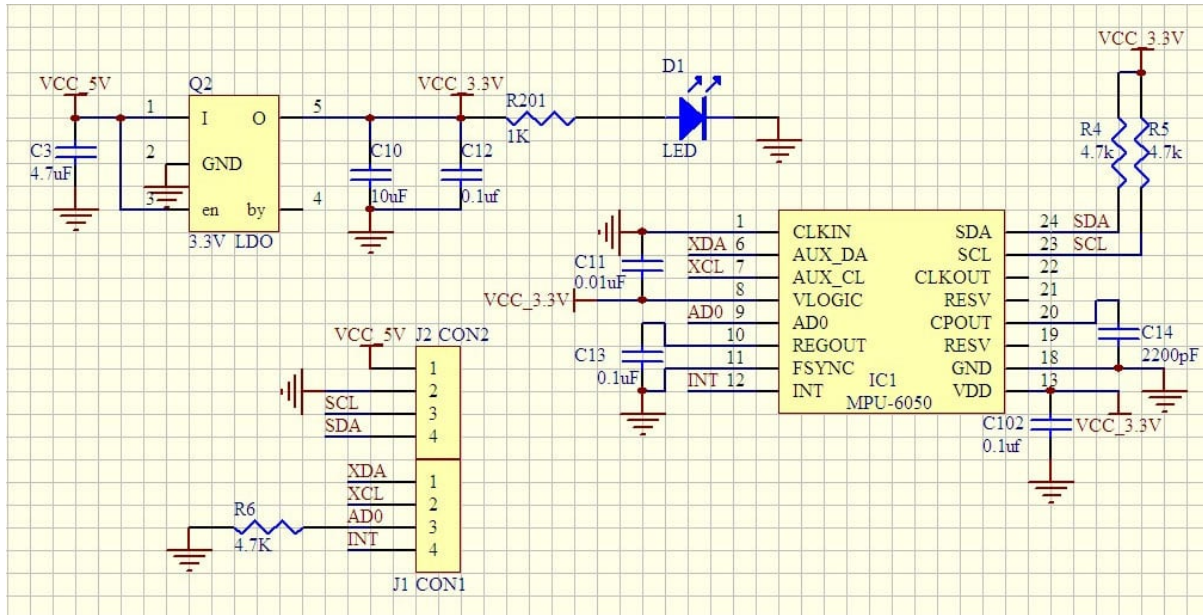 VCC_5V
Q2
1
I
O
5
C3
4.7uF
2
GND
3
en
by
4
3.3V LDO
VCC_3.3V
C10
10uF
C12
0.1uf
R201
1K
D1
LED
VCC_3.3V
R4
4.7k
R5
4.7k
1
CLKIN
XDA
6
AUX_DA
XCL
7
AUX_CL
8
VLOGIC
AD0
9
AD0
10
REGOUT
11
FSYNC
INT
12
INT
C11
0.01uF
VCC_3.3V
C13
0.1uF
SDA
24
SDA
SCL
23
SCL
CLKOUT
22
RESV
21
CPOUT
20
RESV
19
GND
18
VDD
13
IC1
MPU-6050
C14
2200pF
C102
0.1uf
VCC_3.3V
VCC_5V
J2 CON2
1
2
SCL
3
SDA
4
XDA
1
XCL
2
AD0
3
INT
4
R6
4.7K
J1 CON1